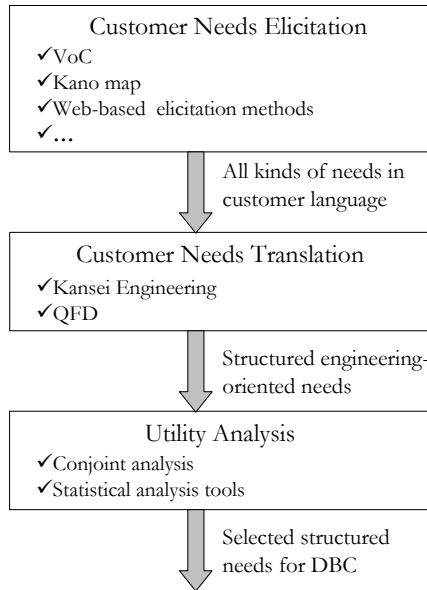 Customer Needs Elicitation
✓VoC
✓Kano map
✓Web-based elicitation methods
✓...
All kinds of needs in
customer language
Customer Needs Translation
✓Kansei Engineering
✓QFD
Structured engineering-
oriented needs
Utility Analysis
✓Conjoint analysis
✓Statistical analysis tools
Selected structured
needs for DBC